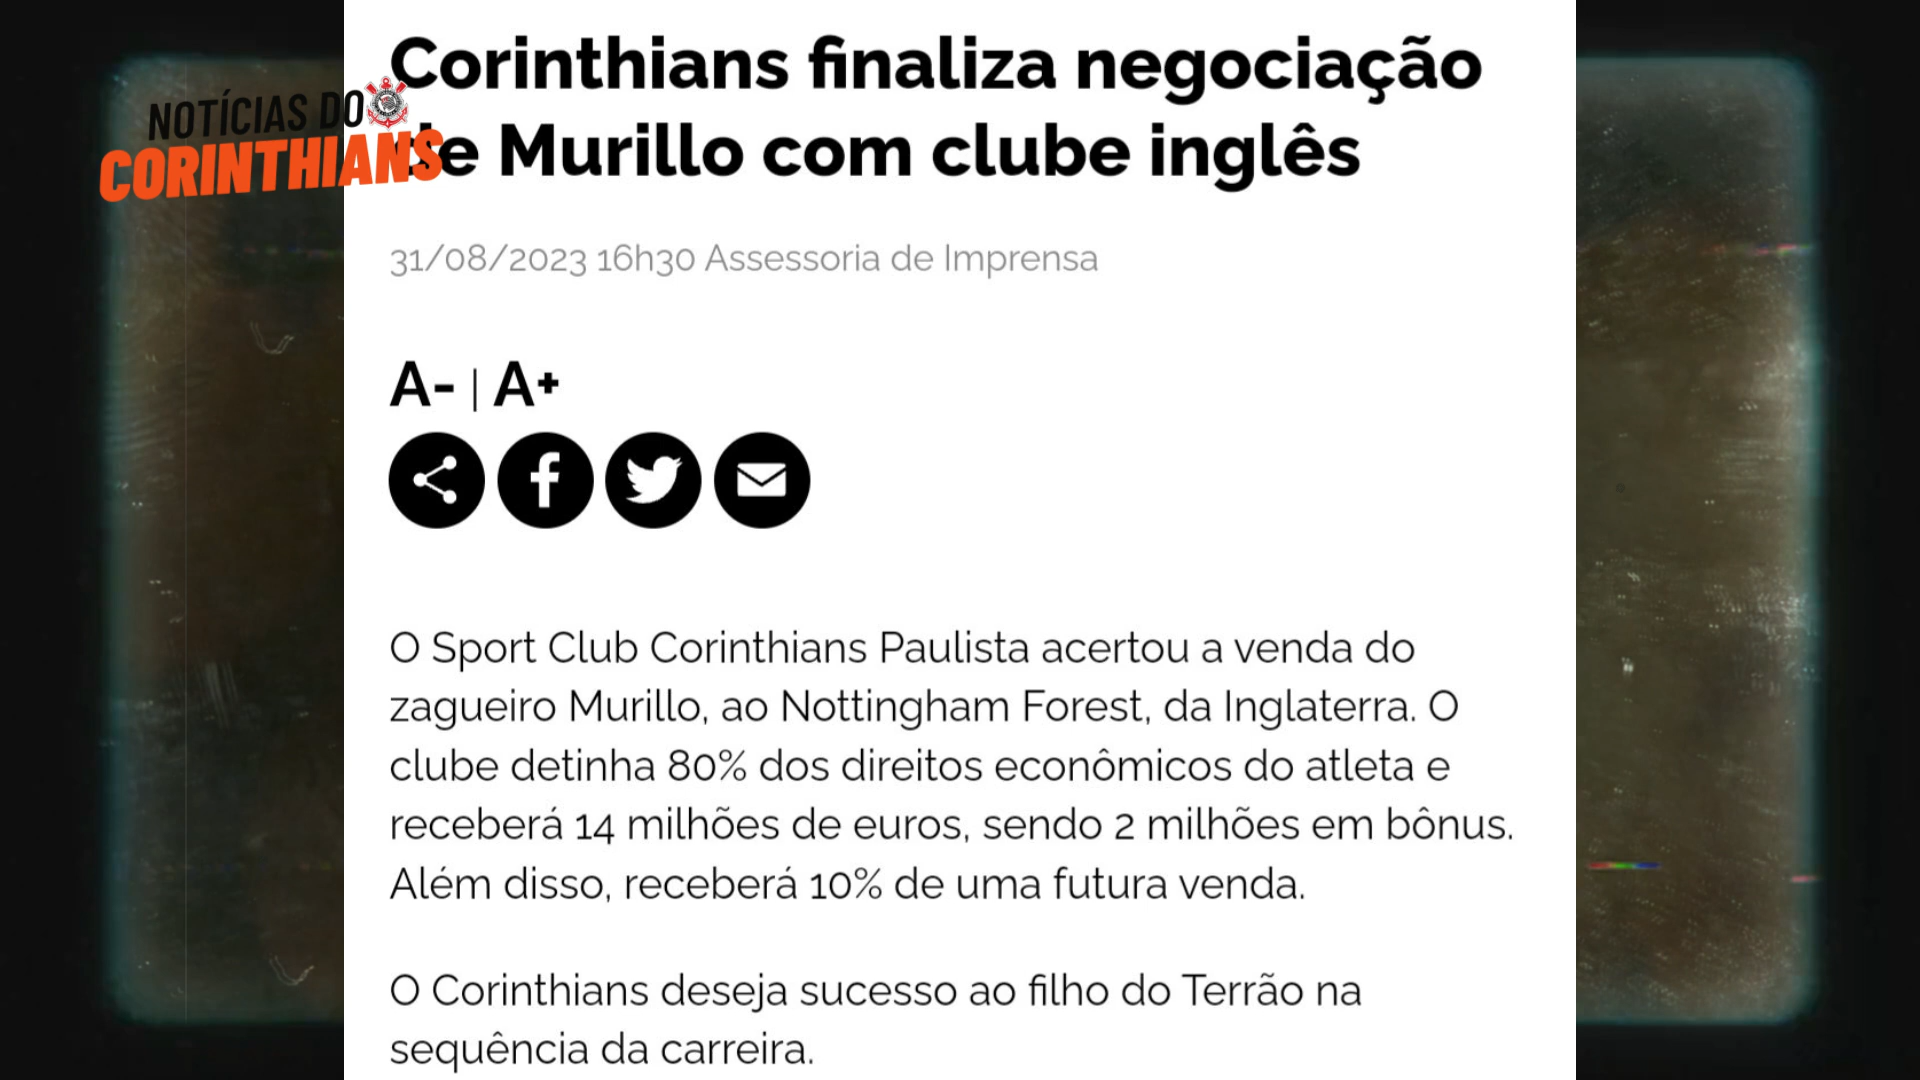 Corinthians finaliza negociação
de Murillo com clube inglês
NOTÍCIAS DO
CORINTHIANS
31/08/2023 16h30 Assessoria de Imprensa
A- | A+
O Sport Club Corinthians Paulista acertou a venda do
zagueiro Murillo, ao Nottingham Forest, da Inglaterra. O
clube detinha 80% dos direitos econômicos do atleta e
receberá 14 milhões de euros, sendo 2 milhões em bônus.
Além disso, receberá 10% de uma futura venda.
O Corinthians deseja sucesso ao filho do Terrão na
sequência da carreira.